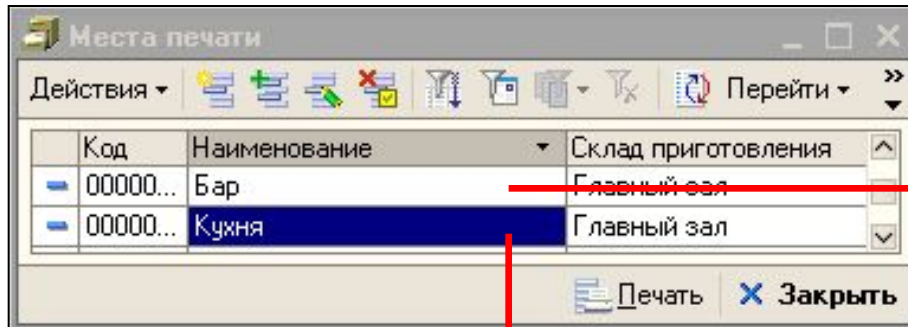 Места печати
Действия Перейти
Код Наименование Склад приготовления
00000... Бар Главный зал
00000... Кухня Главный зал
Печать Закрыть